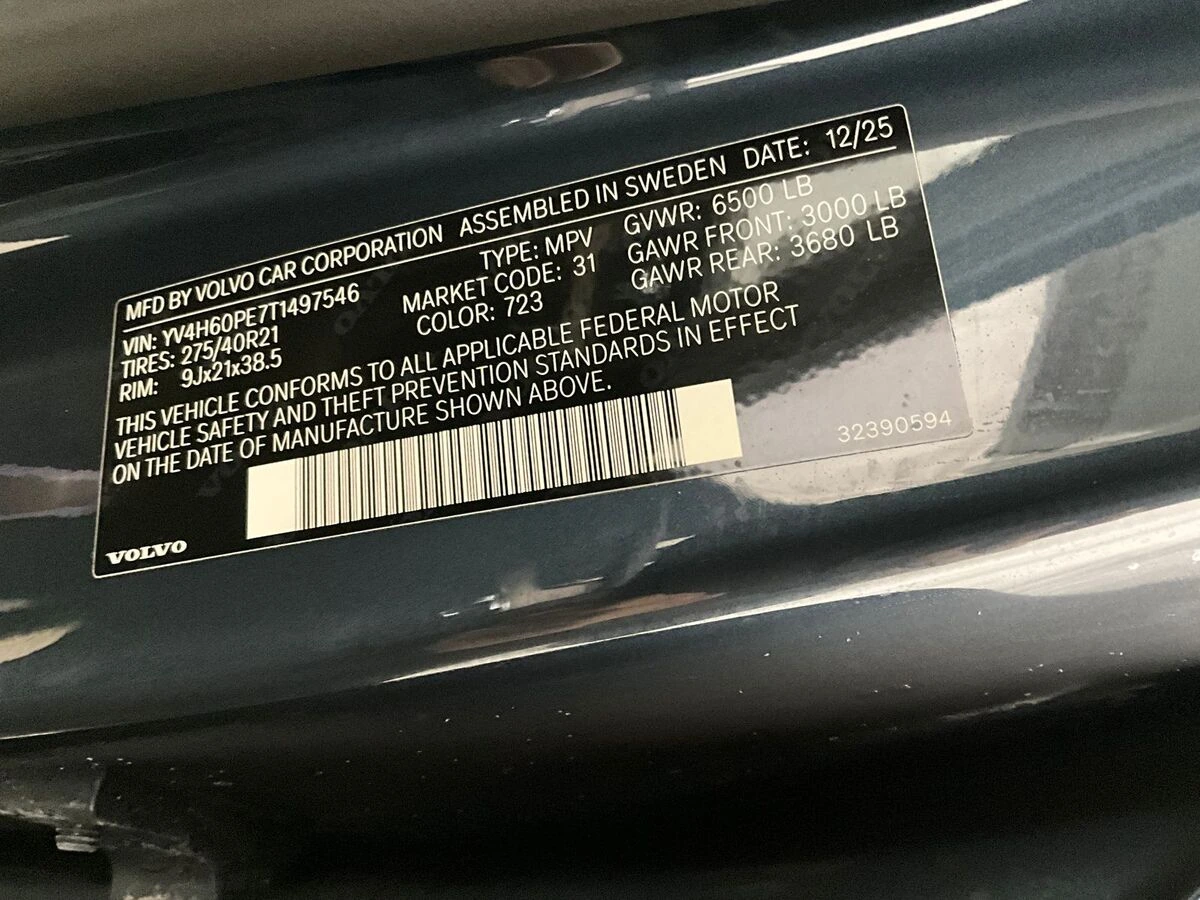 MFD BY VOLVO CAR CORPORATION ASSEMBLED IN SWEDEN DATE: 12/25
VIN: YV4H60PE7T1497546 TYPE: MPV GVWR: 6500 LB
TIRES: 275/40R21 MARKET CODE: 31 GAWR FRONT: 3000 LB
RIM: 9Jx21x38.5 COLOR: 723 GAWR REAR: 3680 LB
THIS VEHICLE CONFORMS TO ALL APPLICABLE FEDERAL MOTOR
VEHICLE SAFETY AND THEFT PREVENTION STANDARDS IN EFFECT
ON THE DATE OF MANUFACTURE SHOWN ABOVE.
32390594
VOLVO